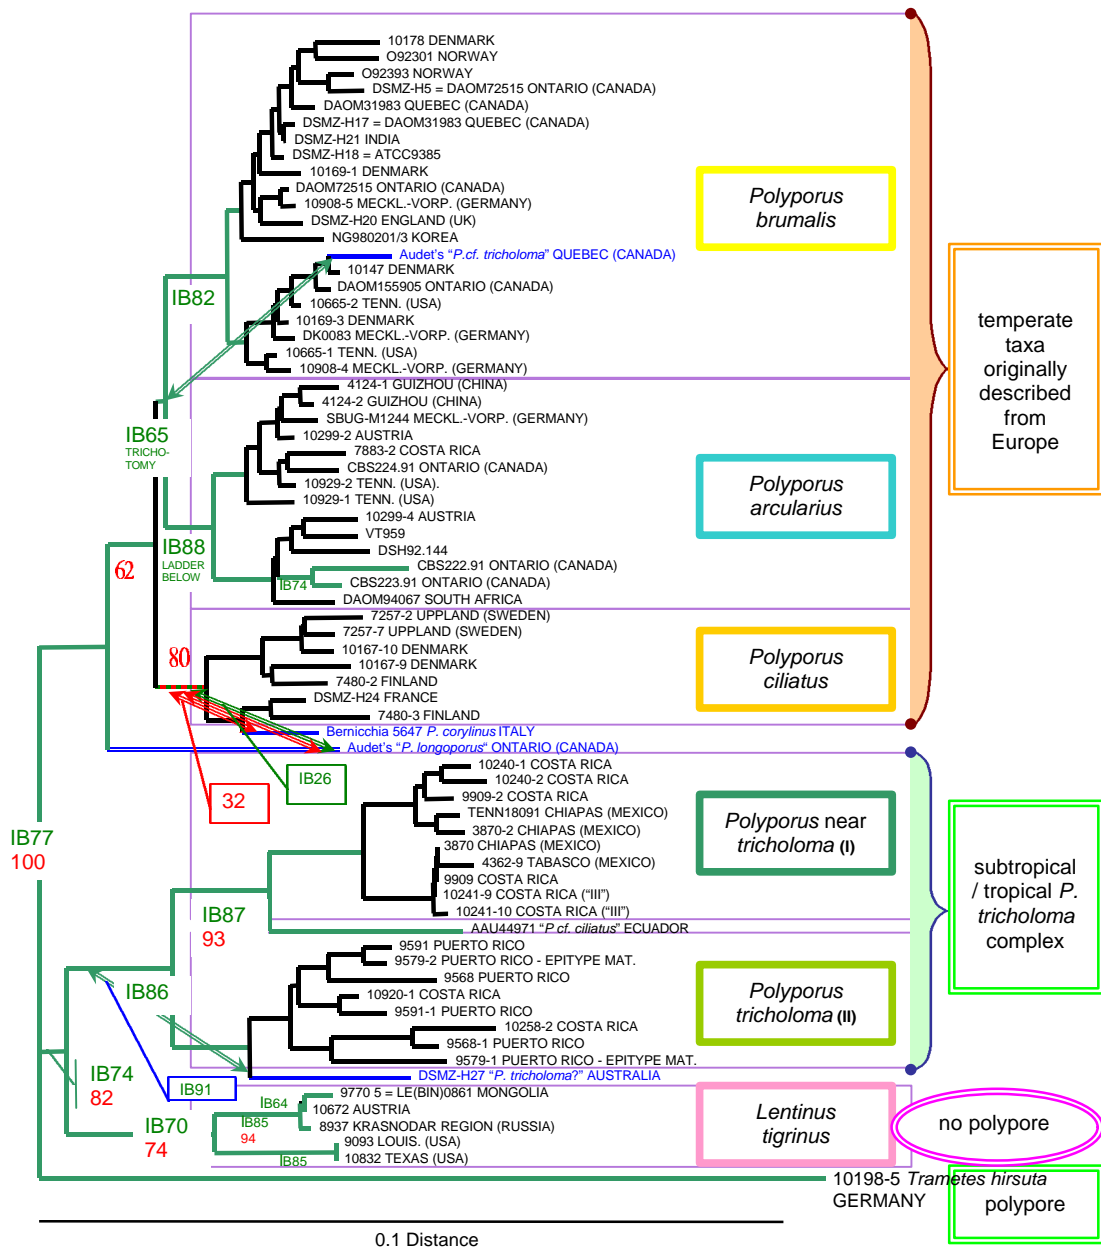 10178 DENMARK
O92301 NORWAY
O92393 NORWAY
DSMZ-H5 = DAOM72515 ONTARIO (CANADA)
DAOM31983 QUEBEC (CANADA)
DSMZ-H17 = DAOM31983 QUEBEC (CANADA)
DSMZ-H21 INDIA
DSMZ-H18 = ATCC9385
10169-1 DENMARK
DAOM72515 ONTARIO (CANADA)
10908-5 MECKL.-VORP. (GERMANY)
DSMZ-H20 ENGLAND (UK)
NG980201/3 KOREA
Audet's "P.cf. tricholoma" QUEBEC (CANADA)
10147 DENMARK
DAOM155905 ONTARIO (CANADA)
10665-2 TENN. (USA)
10169-3 DENMARK
DK0083 MECKL.-VORP. (GERMANY)
10665-1 TENN. (USA)
10908-4 MECKL.-VORP. (GERMANY)
IB82
Polyporus
brumalis
temperate
taxa
originally
described
from
Europe
4124-1 GUIZHOU (CHINA)
4124-2 GUIZHOU (CHINA)
SBUG-M1244 MECKL.-VORP. (GERMANY)
10299-2 AUSTRIA
7883-2 COSTA RICA
CBS224.91 ONTARIO (CANADA)
10929-2 TENN. (USA).
10929-1 TENN. (USA)
10299-4 AUSTRIA
VT959
DSH92.144
CBS222.91 ONTARIO (CANADA)
IB74
CBS223.91 ONTARIO (CANADA)
DAOM94067 SOUTH AFRICA
IB65
TRICHO-
TOMY
IB88
LADDER
BELOW
62
Polyporus
arcularius
7257-2 UPPLAND (SWEDEN)
7257-7 UPPLAND (SWEDEN)
10167-10 DENMARK
10167-9 DENMARK
7480-2 FINLAND
DSMZ-H24 FRANCE
7480-3 FINLAND
Bernicchia 5647 P. corylinus ITALY
Audet's "P. longoporus" ONTARIO (CANADA)
80
Polyporus
ciliatus
IB26
32
IB77
100
10240-1 COSTA RICA
10240-2 COSTA RICA
9909-2 COSTA RICA
TENN18091 CHIAPAS (MEXICO)
3870-2 CHIAPAS (MEXICO)
3870 CHIAPAS (MEXICO)
4362-9 TABASCO (MEXICO)
9909 COSTA RICA
10241-9 COSTA RICA ("III")
10241-10 COSTA RICA ("III")
AAU44971 "P cf. ciliatus" ECUADOR
IB87
93
Polyporus near
tricholoma (I)
subtropical
/ tropical P.
tricholoma
complex
9591 PUERTO RICO
9579-2 PUERTO RICO - EPITYPE MAT.
9568 PUERTO RICO
10920-1 COSTA RICA
9591-1 PUERTO RICO
10258-2 COSTA RICA
9568-1 PUERTO RICO
9579-1 PUERTO RICO - EPITYPE MAT.
DSMZ-H27 "P. tricholoma?" AUSTRALIA
IB86
Polyporus
tricholoma (II)
IB74
82
IB91
IB70
74
9770 5 = LE(BIN)0861 MONGOLIA
IB64
10672 AUSTRIA
IB85
94
8937 KRASNODAR REGION (RUSSIA)
9093 LOUIS. (USA)
IB85
10832 TEXAS (USA)
Lentinus
tigrinus
no polypore
10198-5 Trametes hirsuta
GERMANY
polypore
0.1 Distance